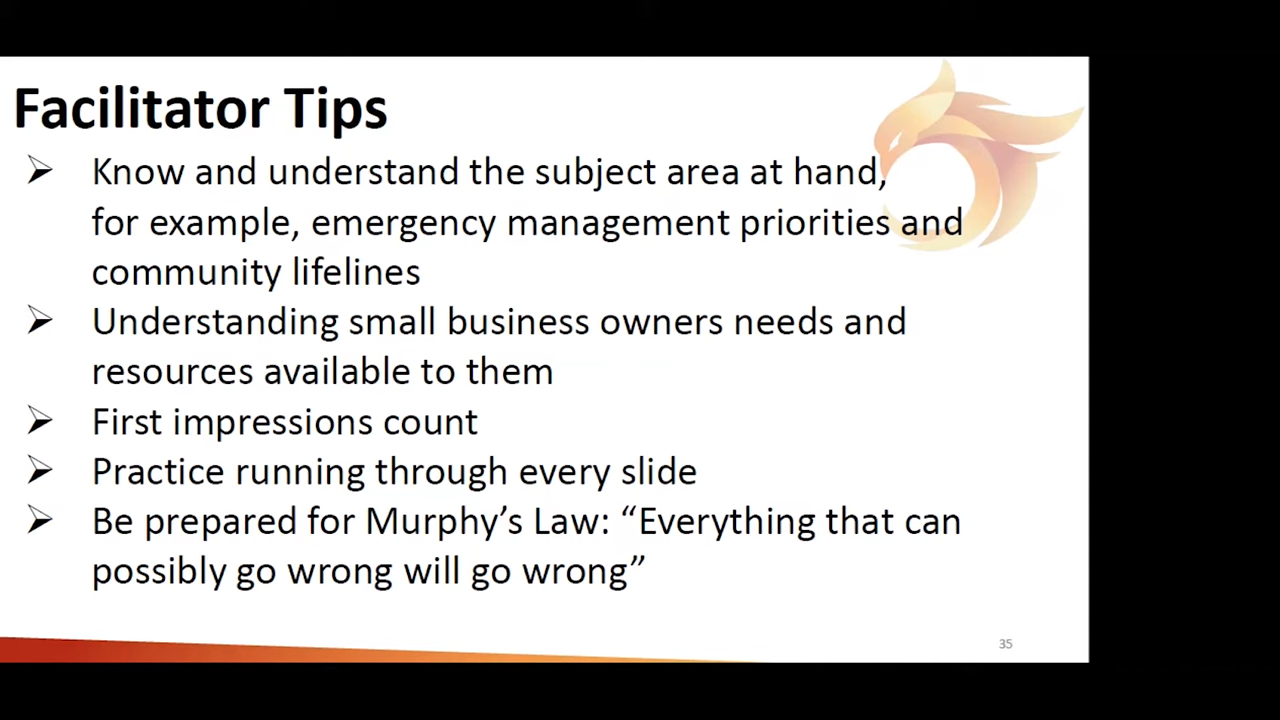 Facilitator Tips
➢ Know and understand the subject area at hand,
for example, emergency management priorities and
community lifelines
➢ Understanding small business owners needs and
resources available to them
➢ First impressions count
➢ Practice running through every slide
➢ Be prepared for Murphy’s Law: “Everything that can
possibly go wrong will go wrong”
35